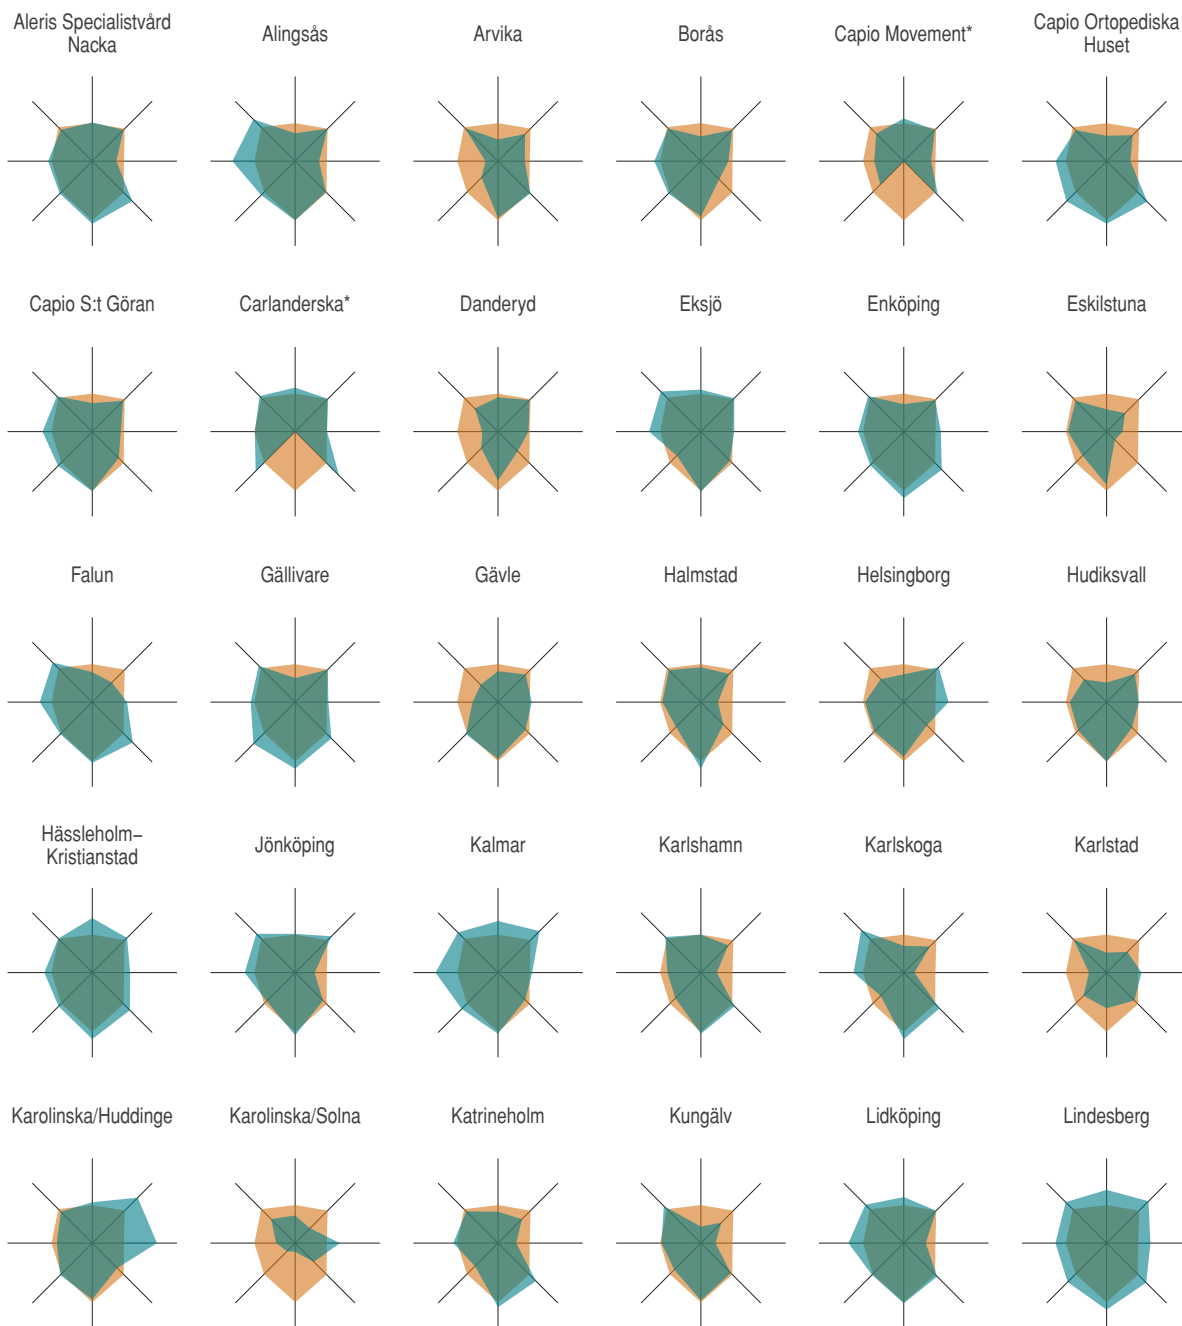 Aleris Specialistvård
Nacka
Alingsås
Arvika
Borås
Capio Movement*
Capio Ortopediska
Huset
Capio S:t Göran
Carlanderska*
Danderyd
Eksjö
Enköping
Eskilstuna
Falun
Gällivare
Gävle
Halmstad
Helsingborg
Hudiksvall
Hässleholm–
Kristianstad
Jönköping
Kalmar
Karlshamn
Karlskoga
Karlstad
Karolinska/Huddinge
Karolinska/Solna
Katrineholm
Kungälv
Lidköping
Lindesberg